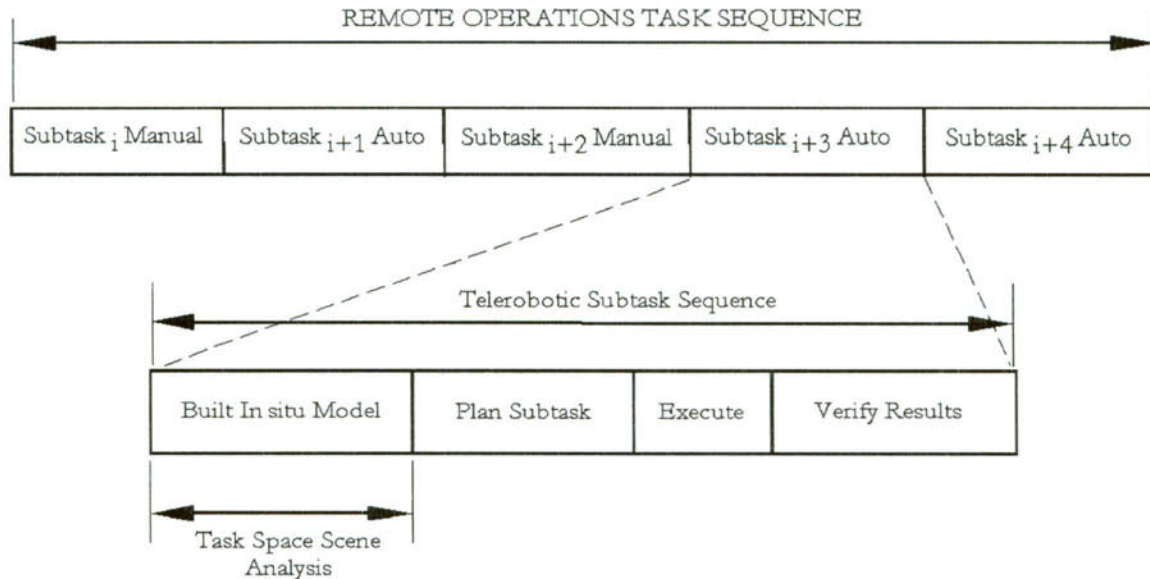 REMOTE OPERATIONS TASK SEQUENCE
Subtask i Manual
Subtask i+1 Auto
Subtask i+2 Manual
Subtask i+3 Auto
Subtask i+4 Auto
Telerobotic Subtask Sequence
Built In situ Model
Plan Subtask
Execute
Verify Results
Task Space Scene
Analysis